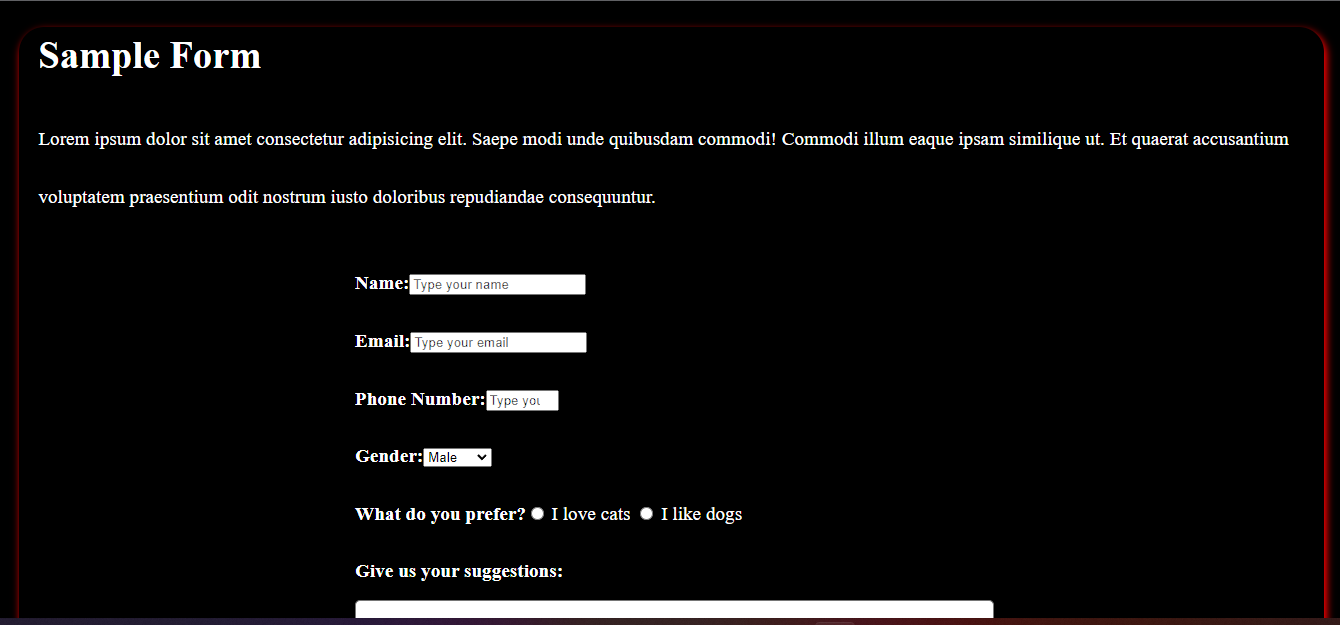 Sample Form
Lorem ipsum dolor sit amet consectetur adipisicing elit. Saepe modi unde quibusdam commodi! Commodi illum eaque ipsam similique ut. Et quaerat accusantium
voluptatem praesentium odit nostrum iusto doloribus repudiandae consequuntur.
Name: Type your name
Email: Type your email
Phone Number: Type you
Gender: Male
What do you prefer? I love cats I like dogs
Give us your suggestions: